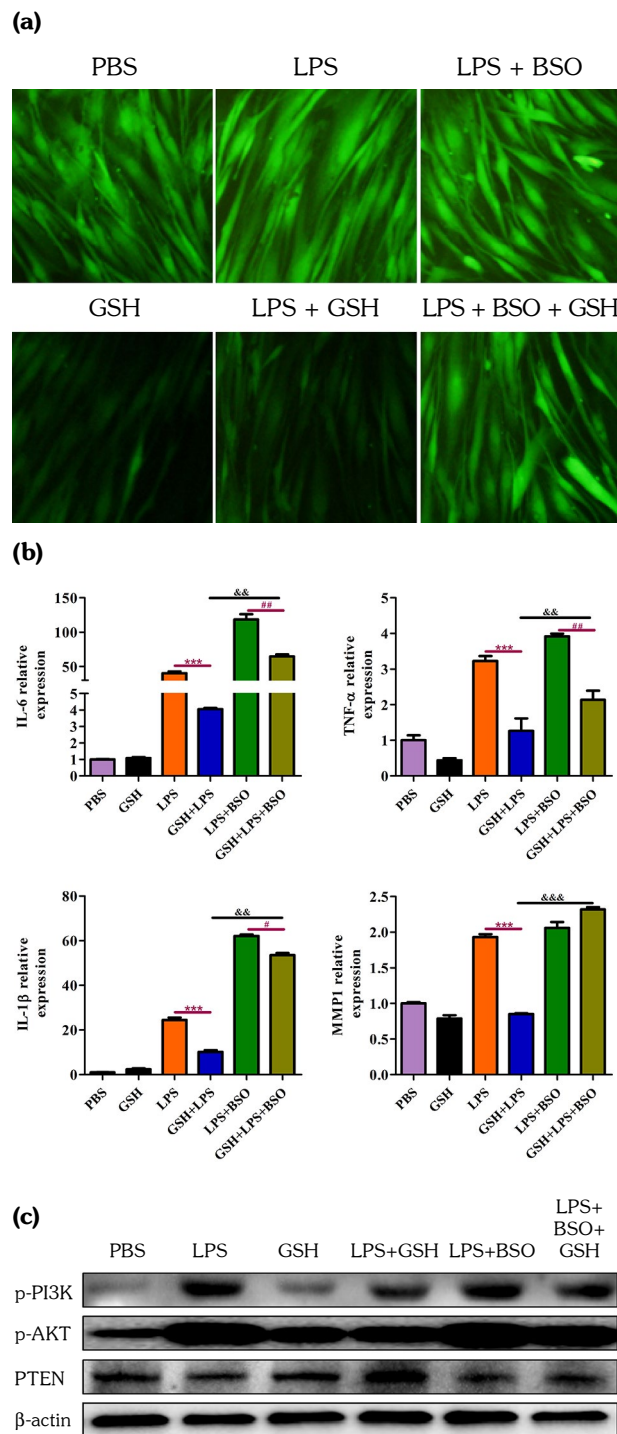 (a)
PBS LPS LPS + BSO
GSH LPS + GSH LPS + BSO + GSH
(b)
IL-6 relative
expression
150
100
50
4
3
2
1
0
***
&&
##
PBS
GSH
LPS
GSH+LPS
LPS+BSO
GSH+LPS+BSO
TNF-α relative
expression
5
4
3
2
1
0
***
&&
##
PBS
GSH
LPS
GSH+LPS
LPS+BSO
GSH+LPS+BSO
IL-1β relative
expression
80
60
40
20
0
***
&&
#
PBS
GSH
LPS
GSH+LPS
LPS+BSO
GSH+LPS+BSO
MMP1 relative
expression
2.5
2.0
1.5
1.0
0.5
0.0
***
&&&
PBS
GSH
LPS
GSH+LPS
LPS+BSO
GSH+LPS+BSO
(c)
PBS LPS GSH LPS+GSH LPS+BSO
LPS+
BSO+
GSH
p-PI3K
p-AKT
PTEN
β-actin